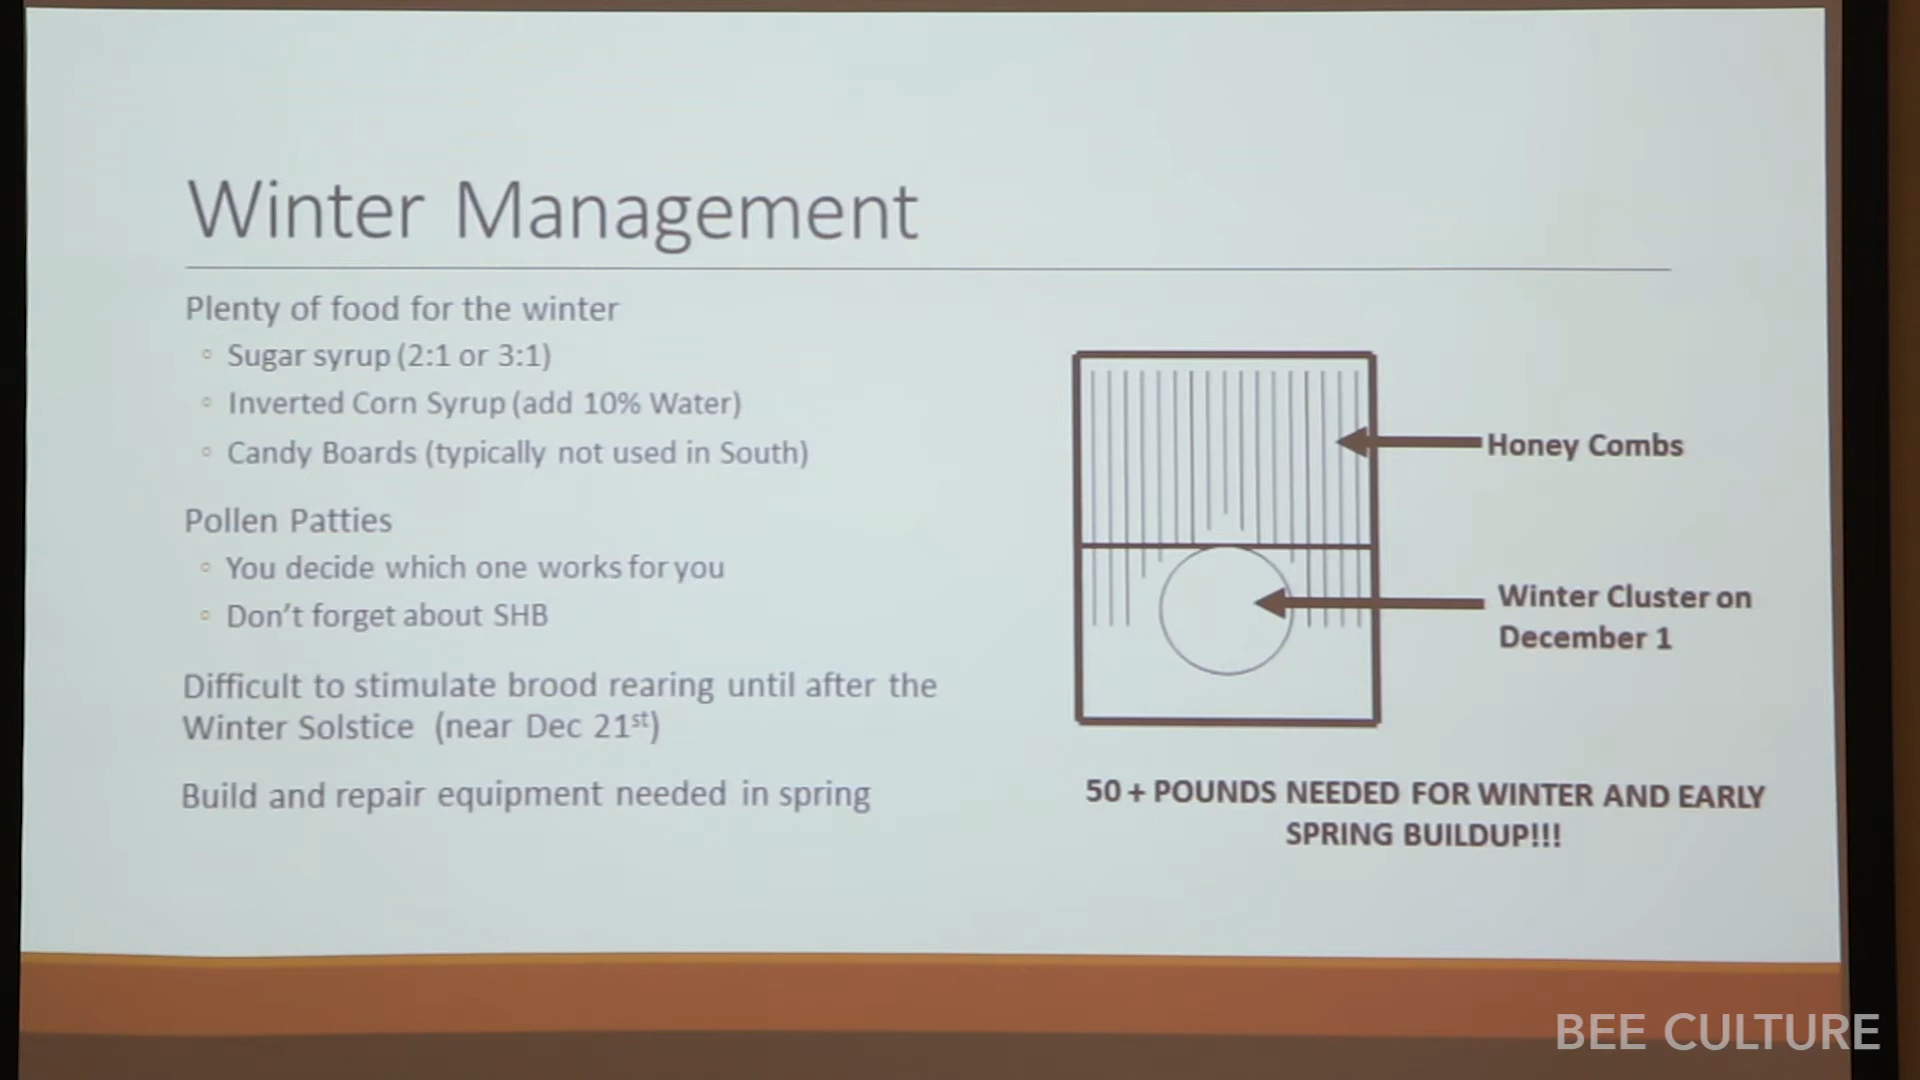 Winter Management
Plenty of food for the winter
◦ Sugar syrup (2:1 or 3:1)
◦ Inverted Corn Syrup (add 10% Water)
◦ Candy Boards (typically not used in South)
Pollen Patties
◦ You decide which one works for you
◦ Don't forget about SHB
Difficult to stimulate brood rearing until after the
Winter Solstice (near Dec 21st)
Build and repair equipment needed in spring
Honey Combs
Winter Cluster on
December 1
50 + POUNDS NEEDED FOR WINTER AND EARLY
SPRING BUILDUP!!!
BEE CULTURE